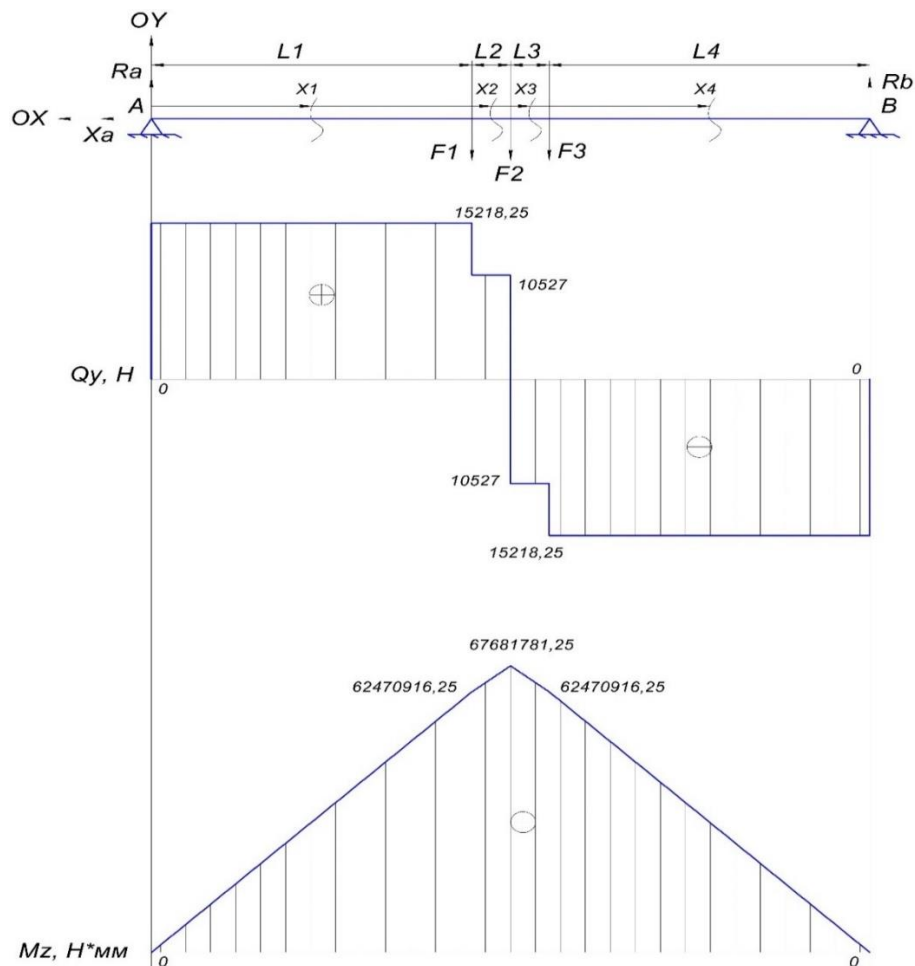 OY
L1 L2 L3 L4
Ra Rb
X1 X2 X3 X4
A B
OX Xa
F1 F2 F3
15218,25
10527
Qy, H 0 0
10527
15218,25
67681781,25
62470916,25 62470916,25
Mz, H*мм 0 0